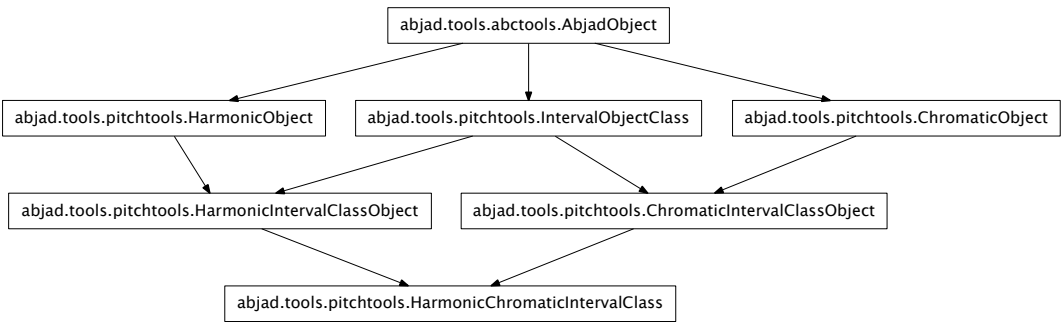 abjad.tools.abctools.AbjadObject
abjad.tools.pitchtools.HarmonicObject
abjad.tools.pitchtools.IntervalObjectClass
abjad.tools.pitchtools.ChromaticObject
abjad.tools.pitchtools.HarmonicIntervalClassObject
abjad.tools.pitchtools.ChromaticIntervalClassObject
abjad.tools.pitchtools.HarmonicChromaticIntervalClass